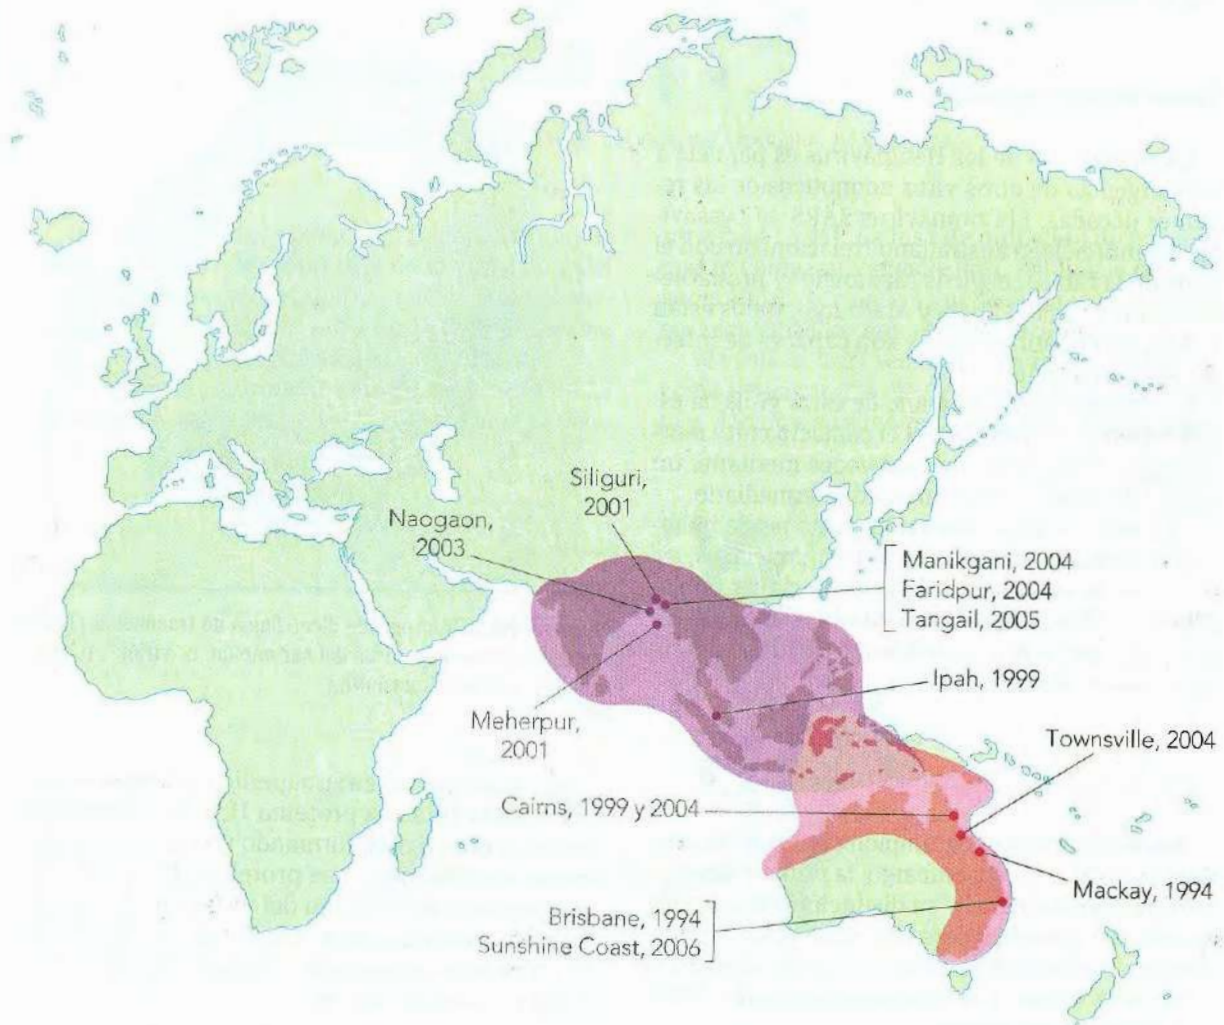 Siliguri,
2001
Naogaon,
2003
Manikgani, 2004
Faridpur, 2004
Tangail, 2005
Ipah, 1999
Meherpur,
2001
Townsville, 2004
Cairns, 1999 y 2004
Mackay, 1994
Brisbane, 1994
Sunshine Coast, 2006